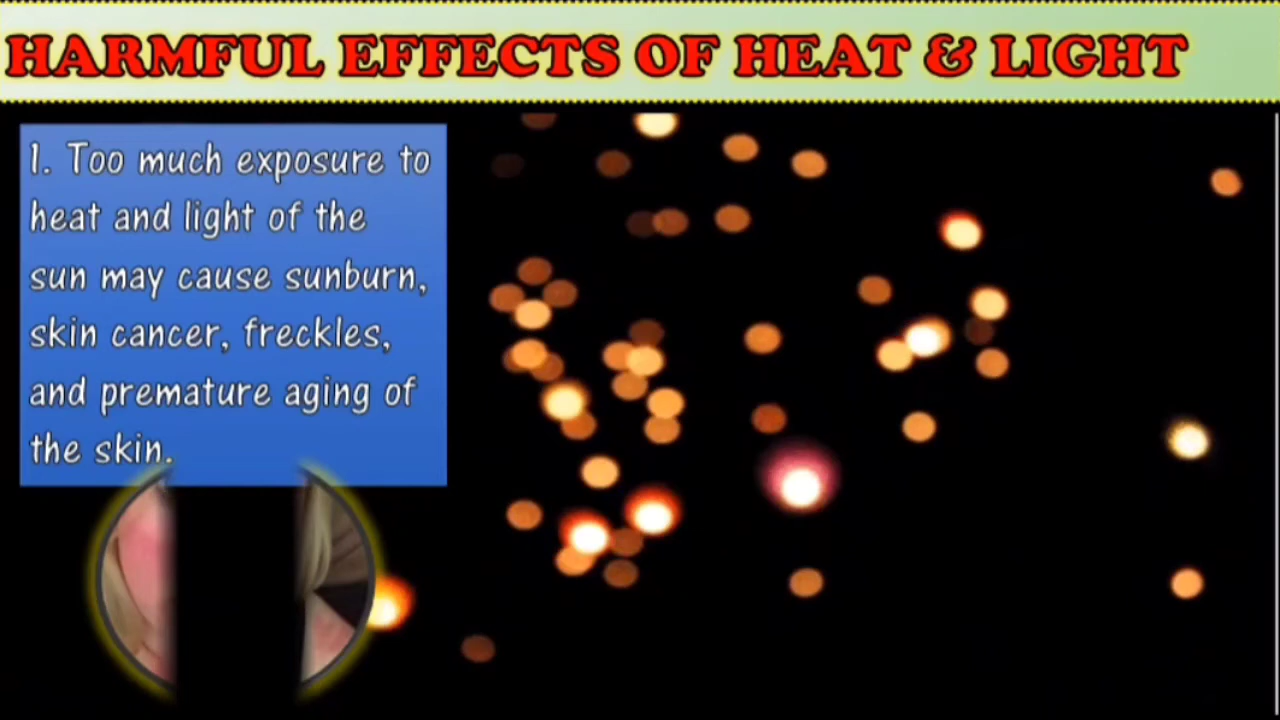 HARMFUL EFFECTS OF HEAT & LIGHT
1. Too much exposure to
heat and light of the
sun may cause sunburn,
skin cancer, freckles,
and premature aging of
the skin.